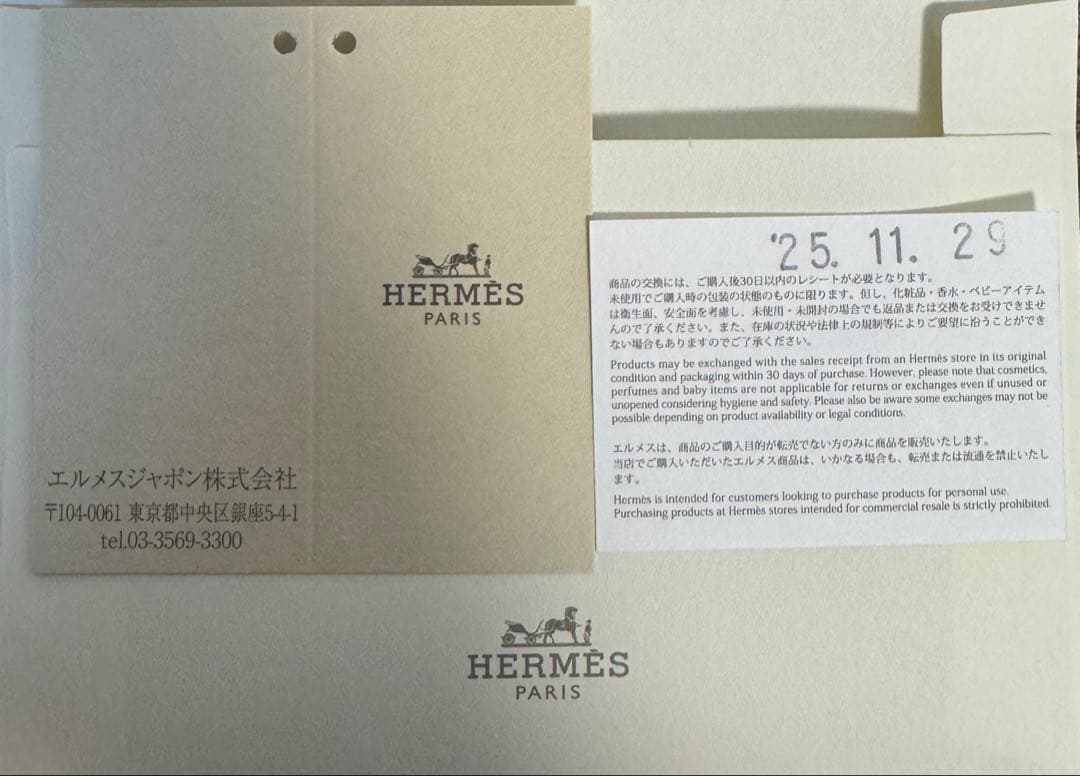 HERMÈS
PARIS
エルメスジャポン株式会社
〒104-0061 東京都中央区銀座5-4-1
tel.03-3569-3300
'25. 11. 29
商品の交換には、ご購入後30日以内のレシートが必要となります。
未使用でご購入時の包装の状態のものに限ります。但し、化粧品・香水・ベビーアイテム
は衛生面、安全面を考慮し、未使用・未開封の場合でも返品または交換をお受けできませ
んので了承ください。また、在庫の状況や法律上の規制等によりご要望に沿うことができ
ない場合もありますのでご了承ください。
Products may be exchanged with the sales receipt from an Hermès store in its original
condition and packaging within 30 days of purchase. However, please note that cosmetics,
perfumes and baby items are not applicable for returns or exchanges even if unused or
unopened considering hygiene and safety. Please also be aware some exchanges may not be
possible depending on product availability or legal conditions.
エルメスは、商品のご購入目的が転売でない方のみに商品を販売いたします。
当店でご購入いただいたエルメス商品は、いかなる場合も、転売または流通を禁止いたし
ます。
Hermès is intended for customers looking to purchase products for personal use.
Purchasing products at Hermès stores intended for commercial resale is strictly prohibited.
HERMÈS
PARIS